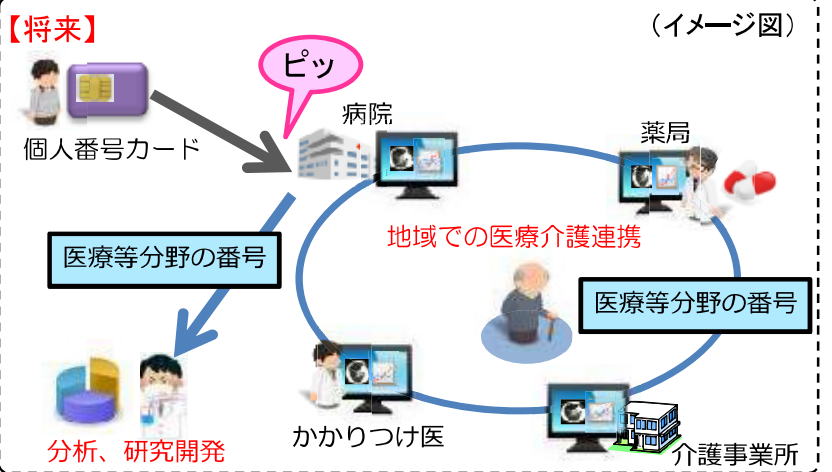 【将来】
（イメージ図）
ピッ
個人番号カード
病院
薬局
地域での医療介護連携
医療等分野の番号
医療等分野の番号
分析、研究開発
かかりつけ医
介護事業所